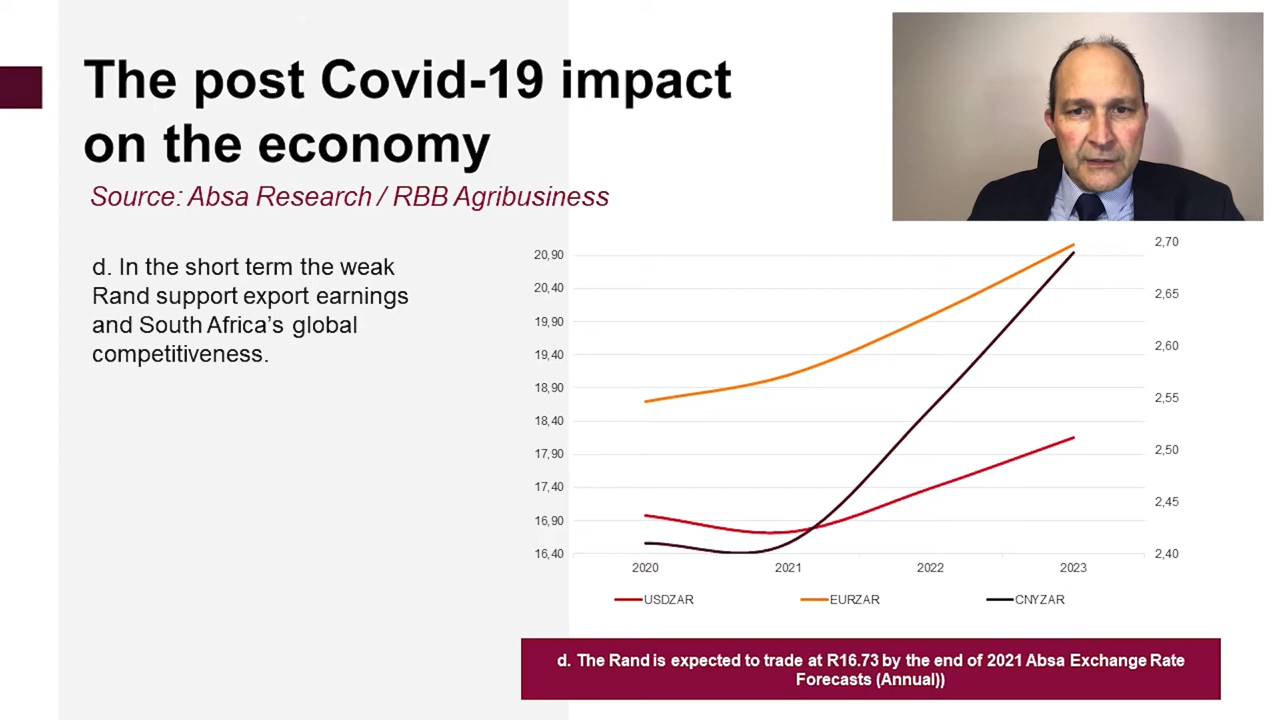 The post Covid-19 impact
on the economy
Source: Absa Research / RBB Agribusiness
d. In the short term the weak
Rand support export earnings
and South Africa’s global
competitiveness.
20,90
20,40
19,90
19,40
18,90
18,40
17,90
17,40
16,90
16,40
2,70
2,65
2,60
2,55
2,50
2,45
2,40
2020 2021 2022 2023
USDZAR EURZAR CNYZAR
d. The Rand is expected to trade at R16.73 by the end of 2021 Absa Exchange Rate
Forecasts (Annual))